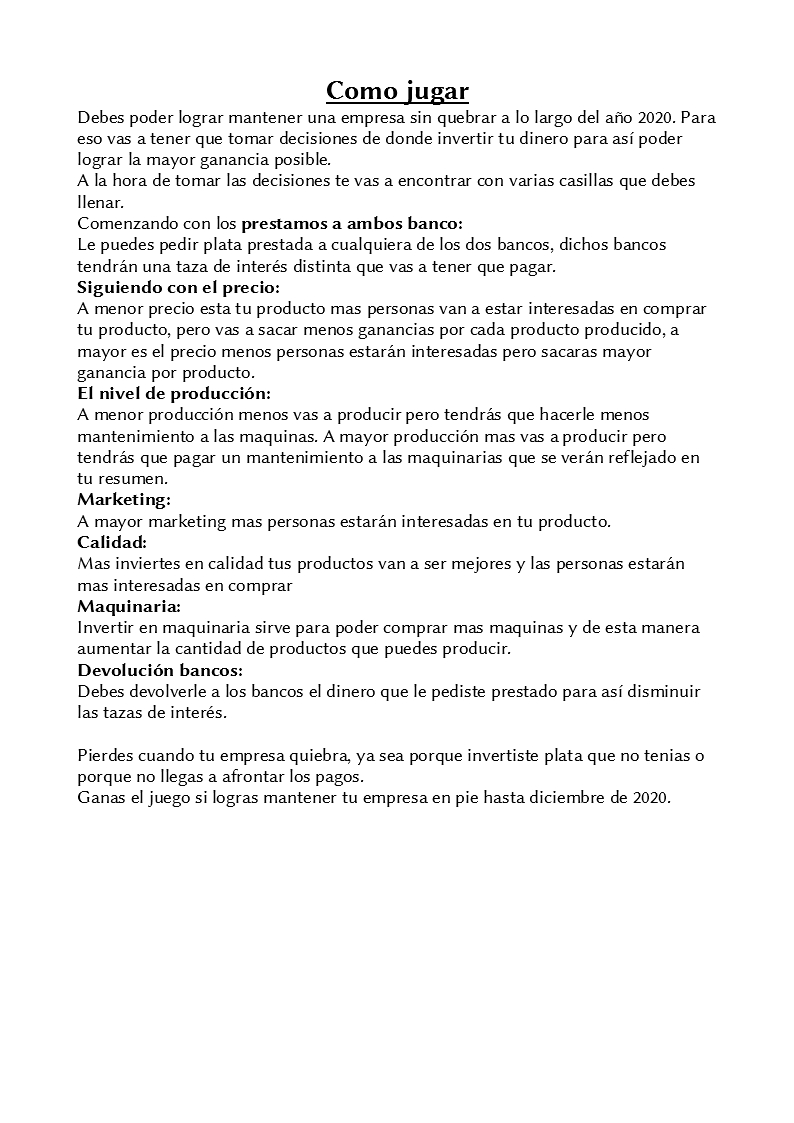 Como jugar
Debes poder lograr mantener una empresa sin quebrar a lo largo del año 2020. Para
eso vas a tener que tomar decisiones de donde invertir tu dinero para así poder
lograr la mayor ganancia posible.
A la hora de tomar las decisiones te vas a encontrar con varias casillas que debes
llenar.
Comenzando con los prestamos a ambos banco:
Le puedes pedir plata prestada a cualquiera de los dos bancos, dichos bancos
tendrán una taza de interés distinta que vas a tener que pagar.
Siguiendo con el precio:
A menor precio esta tu producto mas personas van a estar interesadas en comprar
tu producto, pero vas a sacar menos ganancias por cada producto producido, a
mayor es el precio menos personas estarán interesadas pero sacaras mayor
ganancia por producto.
El nivel de producción:
A menor producción menos vas a producir pero tendrás que hacerle menos
mantenimiento a las maquinas. A mayor producción mas vas a producir pero
tendrás que pagar un mantenimiento a las maquinarias que se verán reflejado en
tu resumen.
Marketing:
A mayor marketing mas personas estarán interesadas en tu producto.
Calidad:
Mas inviertes en calidad tus productos van a ser mejores y las personas estarán
mas interesadas en comprar
Maquinaria:
Invertir en maquinaria sirve para poder comprar mas maquinas y de esta manera
aumentar la cantidad de productos que puedes producir.
Devolución bancos:
Debes devolverle a los bancos el dinero que le pediste prestado para así disminuir
las tazas de interés.
Pierdes cuando tu empresa quiebra, ya sea porque invertiste plata que no tenias o
porque no llegas a afrontar los pagos.
Ganas el juego si logras mantener tu empresa en pie hasta diciembre de 2020.